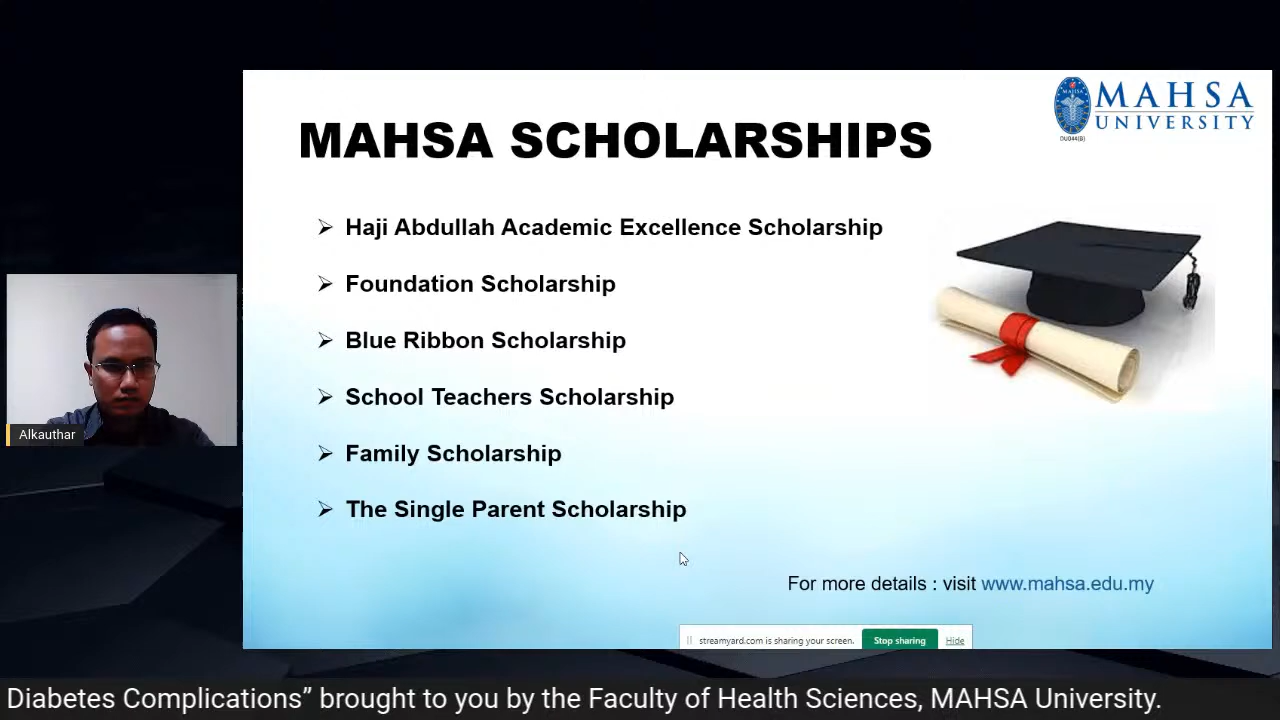 MAHSA
UNIVERSITY
DU044(B)
MAHSA SCHOLARSHIPS
Haji Abdullah Academic Excellence Scholarship
Foundation Scholarship
Blue Ribbon Scholarship
School Teachers Scholarship
Family Scholarship
The Single Parent Scholarship
Alkauthar
For more details : visit www.mahsa.edu.my
streamyard.com is sharing your screen. Stop sharing Hide
Diabetes Complications” brought to you by the Faculty of Health Sciences, MAHSA University.